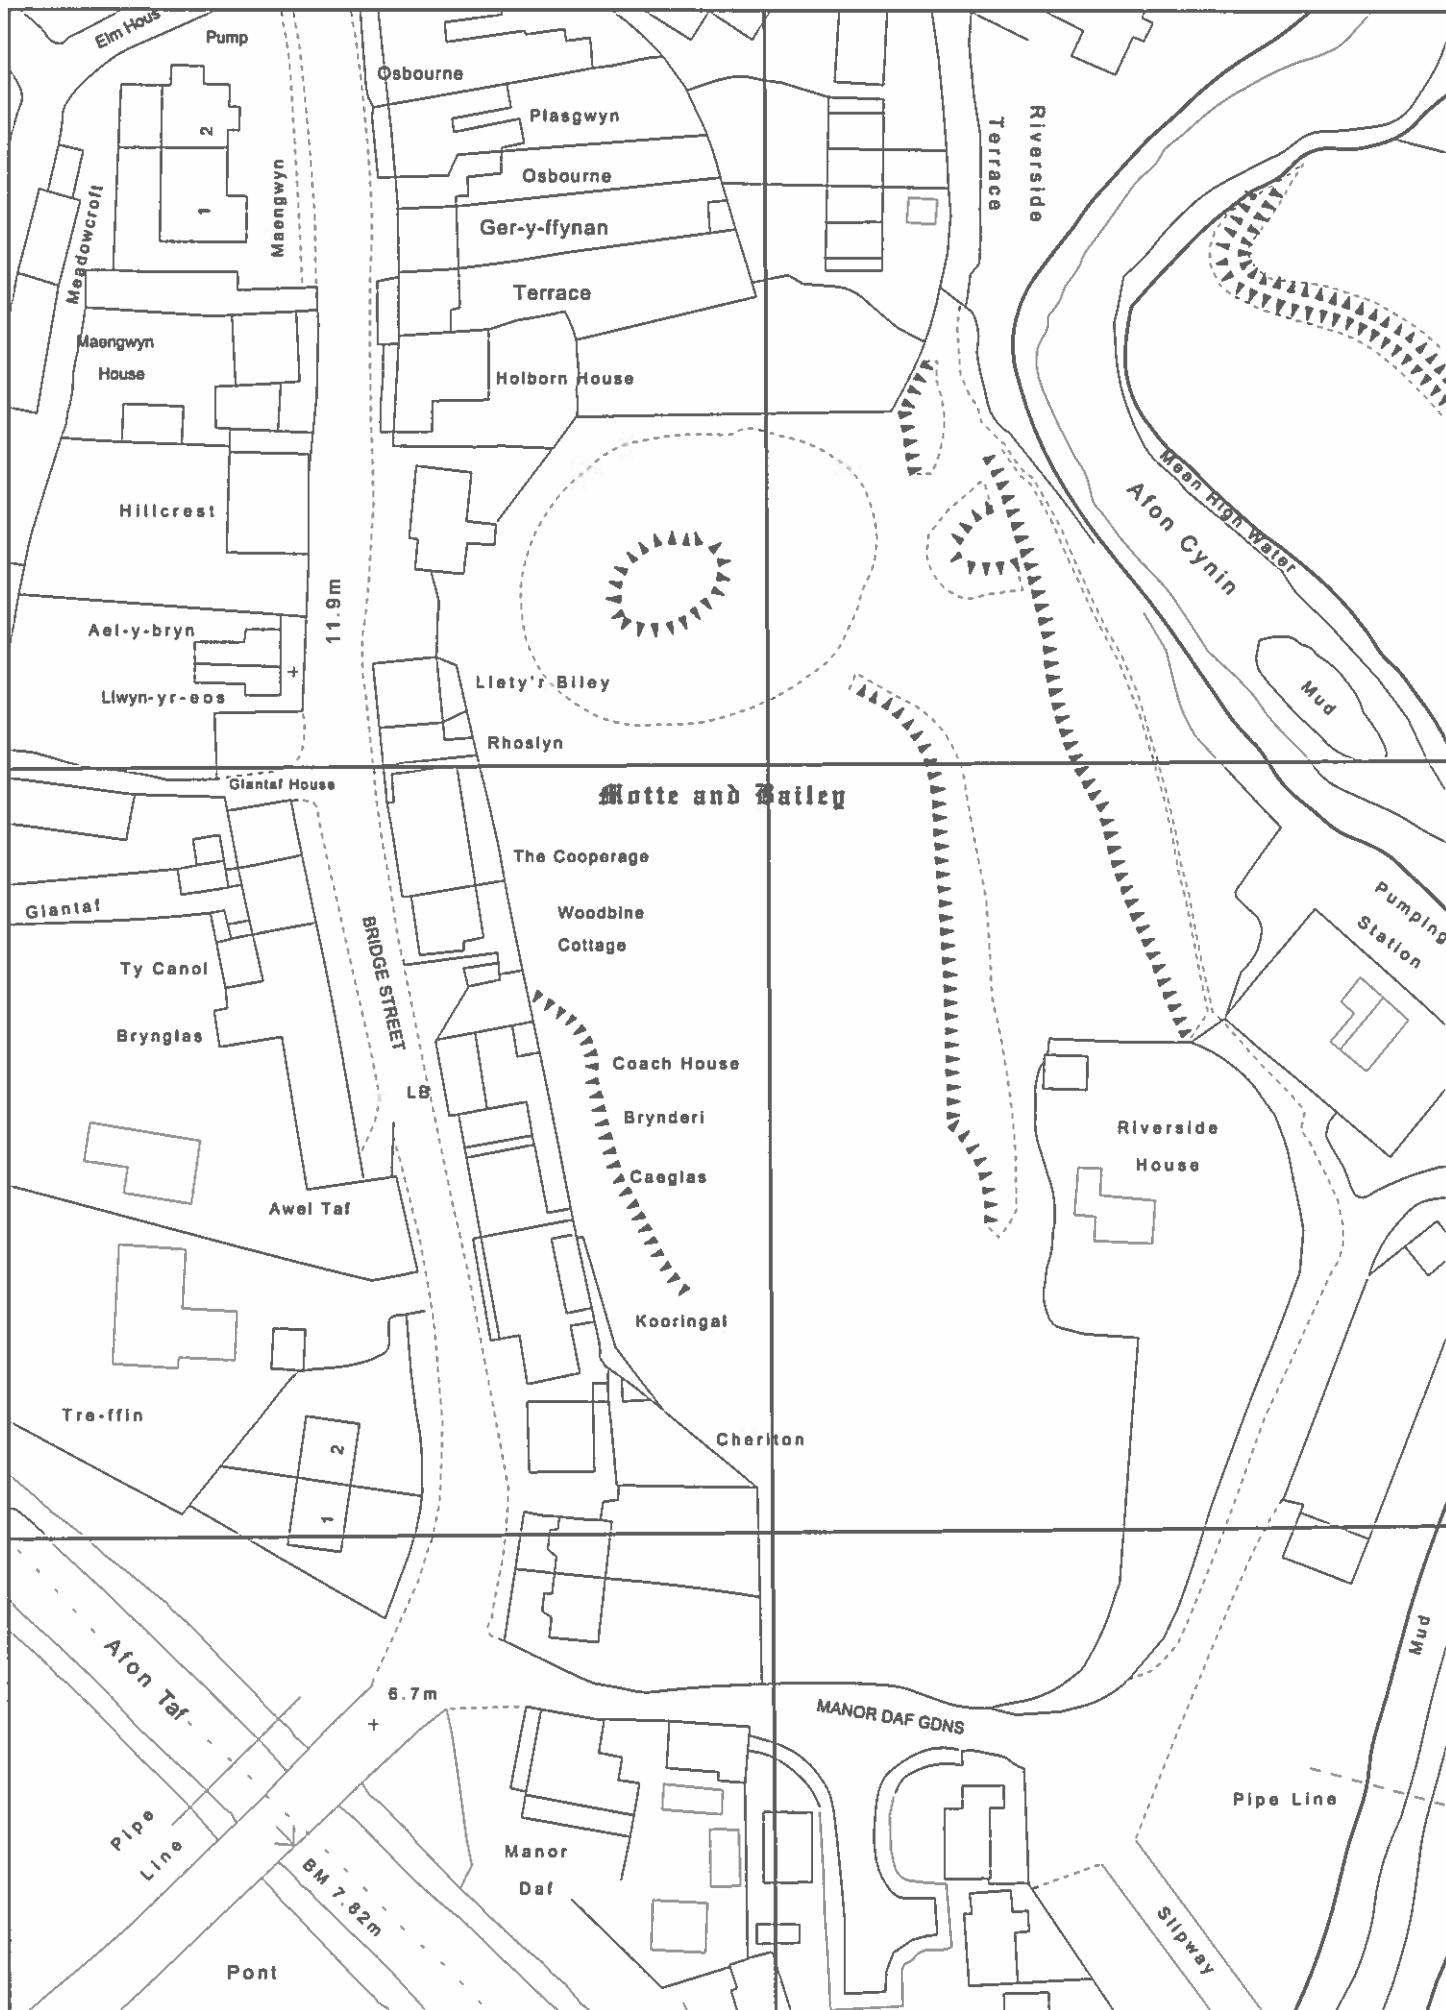 Elm Hous
Pump
Osbourne
Plasgwyn
Riverside
Terrace
2
1
Maengwyn
Osbourne
Meadowcroft
Ger-y-ffynan
Terrace
Maengwyn
House
Holborn House
Mean High Water
Afon Cynin
Hillcrest
11.9m
Ael-y-bryn
Llety'r Biley
Llwyn-yr-eos
Mud
Rhoslyn
Glantaf House
Motte and Bailey
The Cooperage
Glantaf
Woodbine
Cottage
Pumping
Station
BRIDGE STREET
Ty Canol
Brynglas
Coach House
LB
Brynderi
Riverside
House
Caeglas
Awel Taf
Kooringal
Tre-ffin
Cheriton
2
1
Mud
Afon Taf
6.7m
MANOR DAF GDNS
Pipe Line
Pipe
Line
Manor
Daf
BM 7.82m
Slipway
Pont